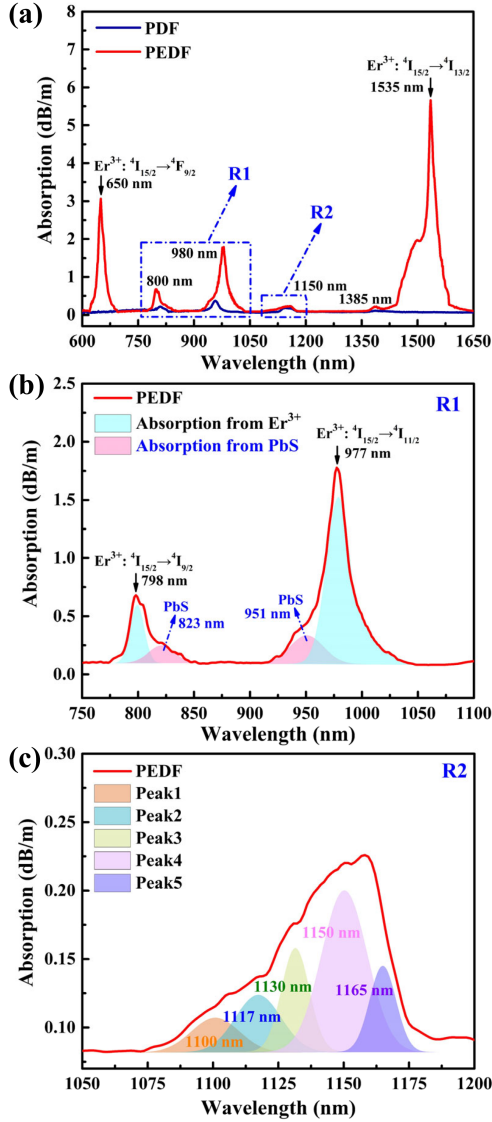 (a)
8
7
6
5
4
3
2
1
0
Absorption (dB/m)
PDF
PEDF
Er³⁺: ⁴I₁₅/₂→⁴I₁₃/₂
1535 nm
Er³⁺: ⁴I₁₅/₂→⁴F₉/₂
650 nm
R1
R2
980 nm
800 nm
1150 nm
1385 nm
600 750 900 1050 1200 1350 1500 1650
Wavelength (nm)
(b)
2.5
2.0
1.5
1.0
0.5
0.0
Absorption (dB/m)
PEDF
Absorption from Er³⁺
Absorption from PbS
R1
Er³⁺: ⁴I₁₅/₂→⁴I₁₁/₂
977 nm
Er³⁺: ⁴I₁₅/₂→⁴I₉/₂
798 nm
PbS
823 nm
PbS
951 nm
750 800 850 900 950 1000 1050 1100
Wavelength (nm)
(c)
0.30
0.25
0.20
0.15
0.10
Absorption (dB/m)
PEDF
Peak1
Peak2
Peak3
Peak4
Peak5
R2
1150 nm
1130 nm
1165 nm
1117 nm
1100 nm
1050 1075 1100 1125 1150 1175 1200
Wavelength (nm)